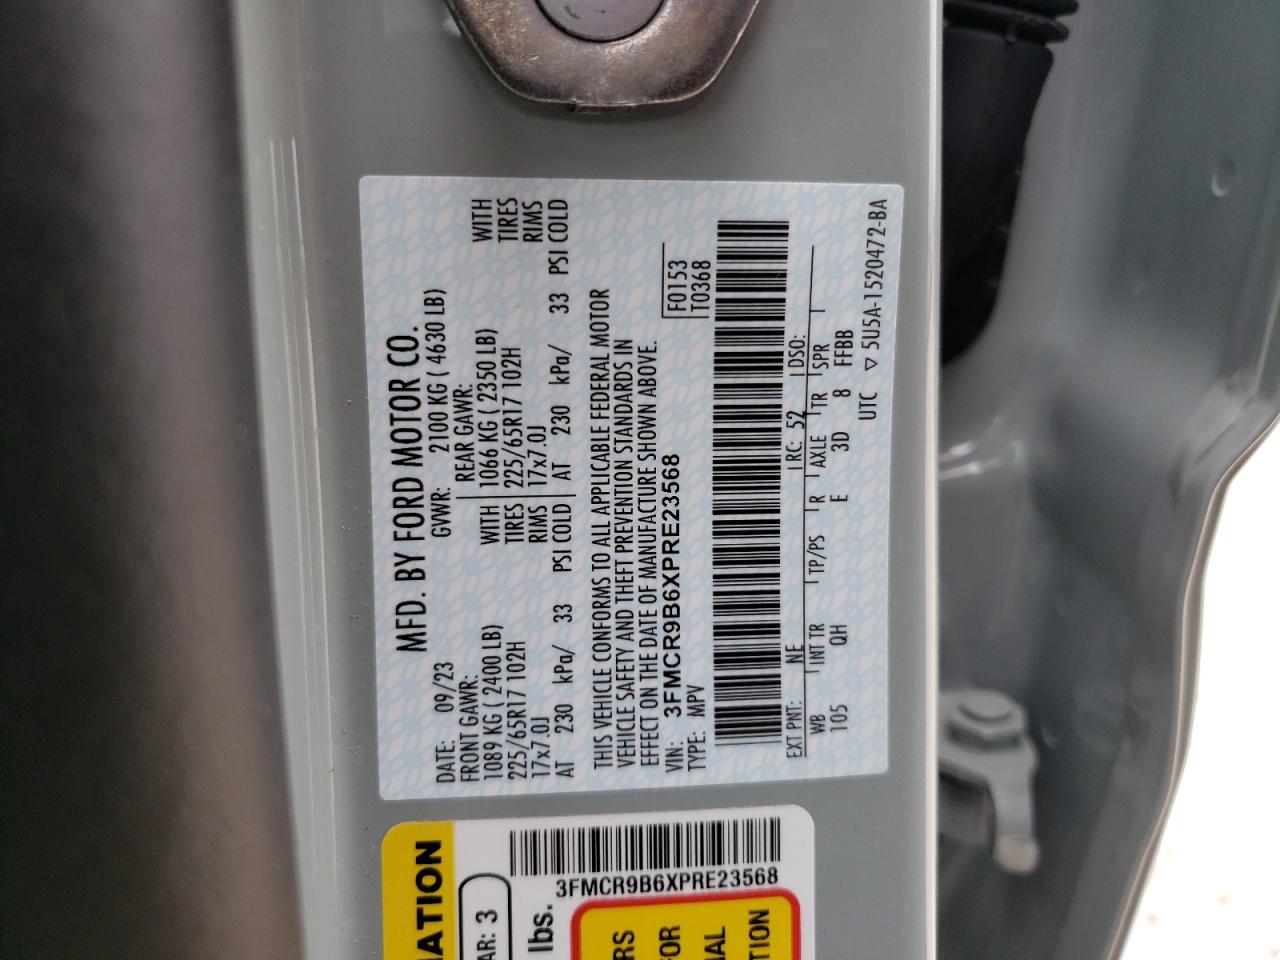 MFD. BY FORD MOTOR CO.
DATE: 09/23 GVWR: 2100 KG ( 4630 LB)
FRONT GAWR: REAR GAWR:
1089 KG ( 2400 LB) WITH 1066 KG ( 2350 LB) WITH
225/65R17 102H TIRES 225/65R17 102H TIRES
17x7.0J RIMS 17x7.0J RIMS
AT 230 kPa/ 33 PSI COLD AT 230 kPa/ 33 PSI COLD
THIS VEHICLE CONFORMS TO ALL APPLICABLE FEDERAL MOTOR
VEHICLE SAFETY AND THEFT PREVENTION STANDARDS IN
EFFECT ON THE DATE OF MANUFACTURE SHOWN ABOVE.
VIN: 3FMCR9B6XPRE23568 F0153
TYPE: MPV T0368
EXT PNT: NE RC: 52 DSO:
WB INT TR TP/PS R AXLE TR SPR
105 QH E 3D 8 FFBB
UTC ▽ 5U5A-1520472-BA
3FMCR9B6XPRE23568
AR: 3
lbs.